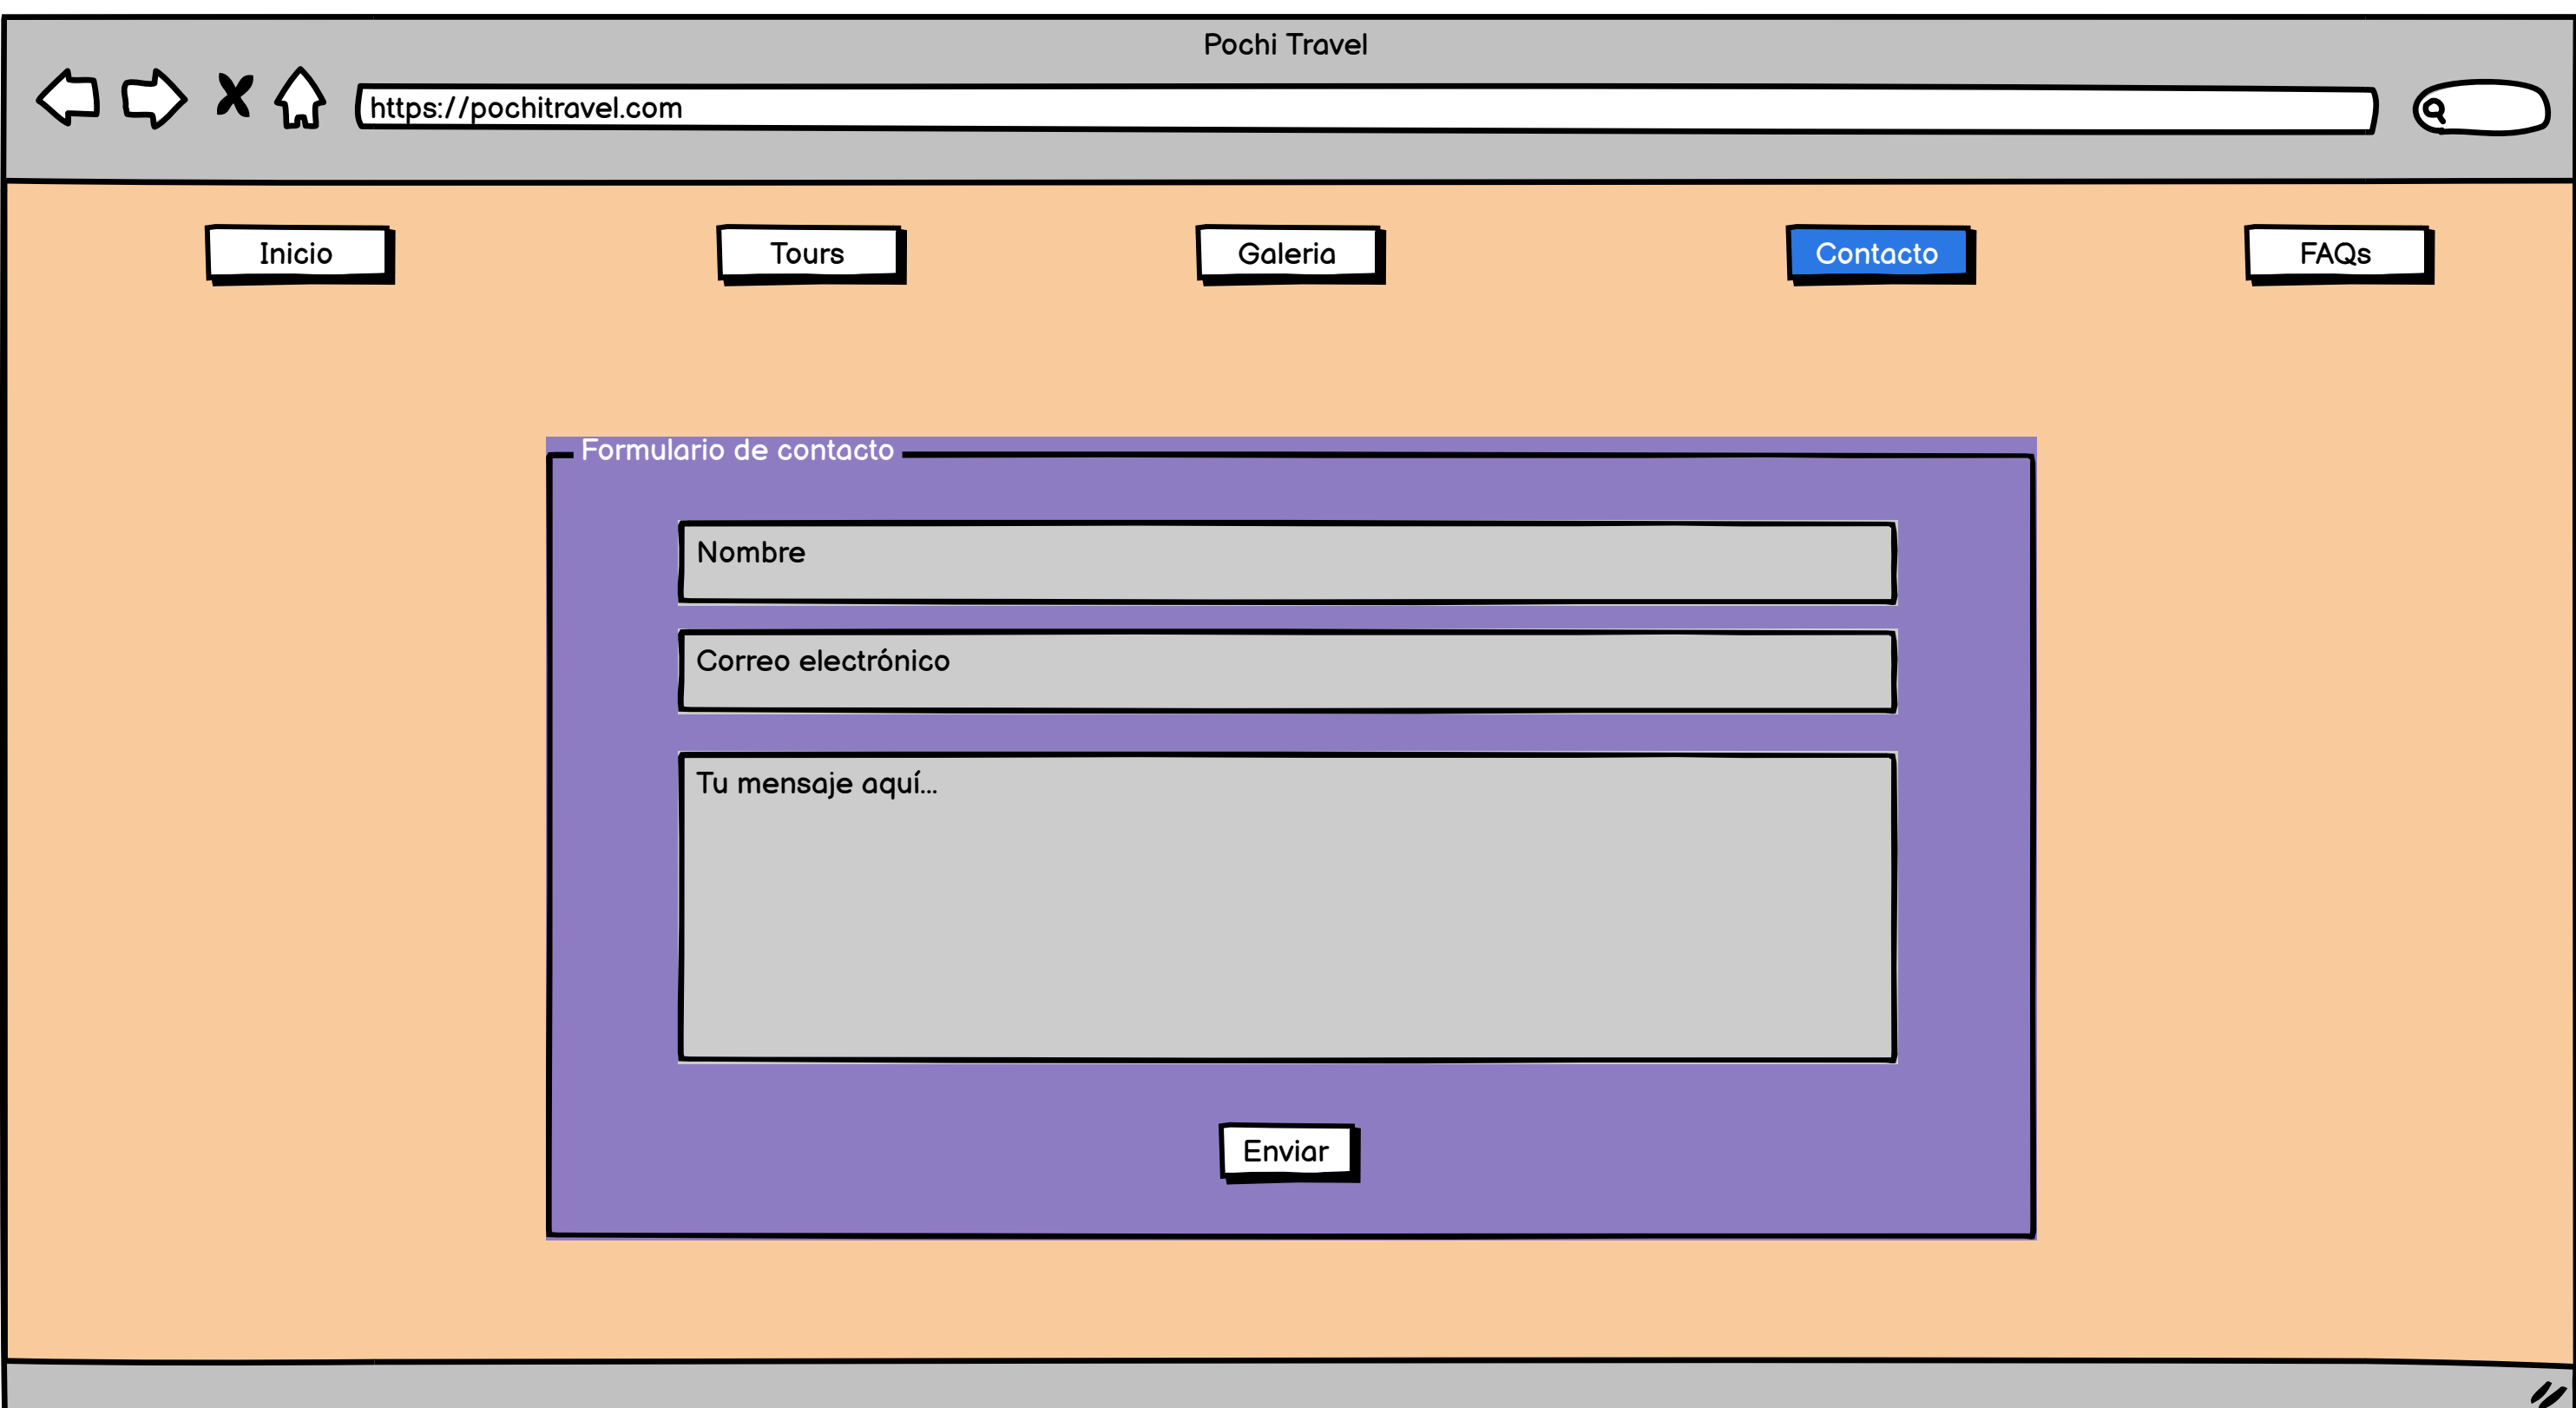 Pochi Travel
https://pochitravel.com
Inicio Tours Galeria Contacto FAQs
Formulario de contacto
Nombre
Correo electrónico
Tu mensaje aquí...
Enviar